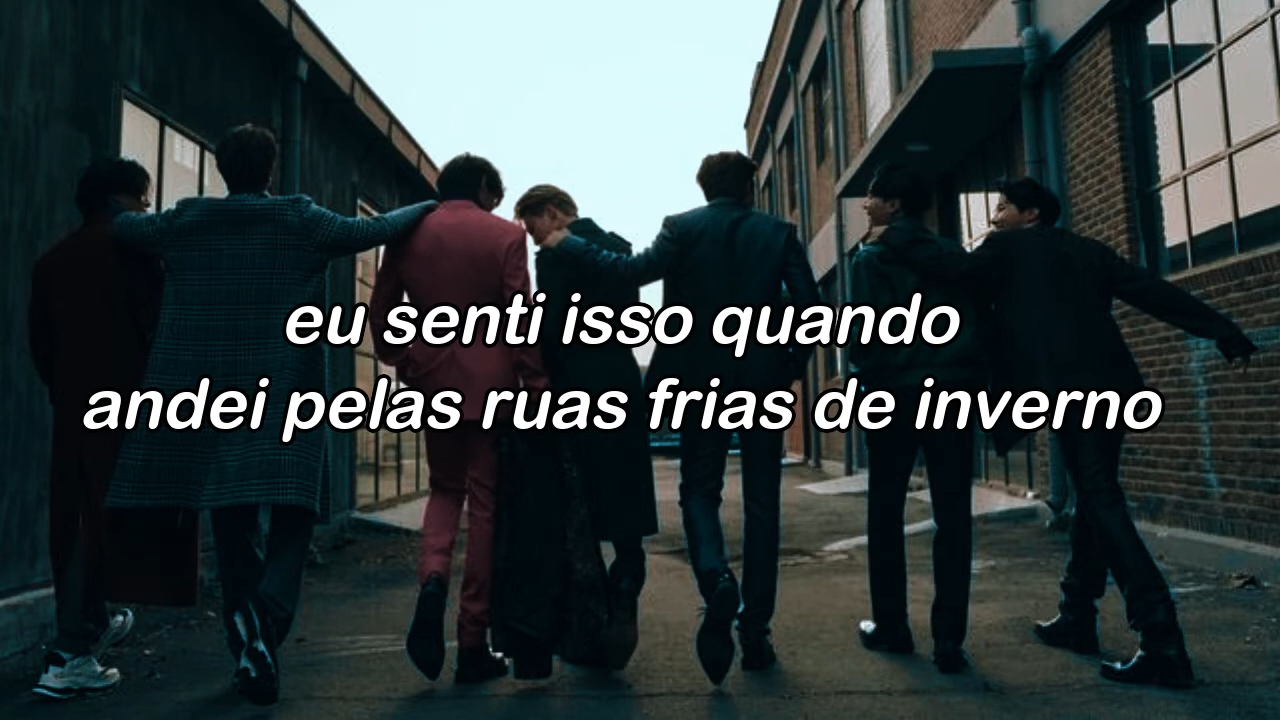 eu senti isso quando
andei pelas ruas frias de inverno